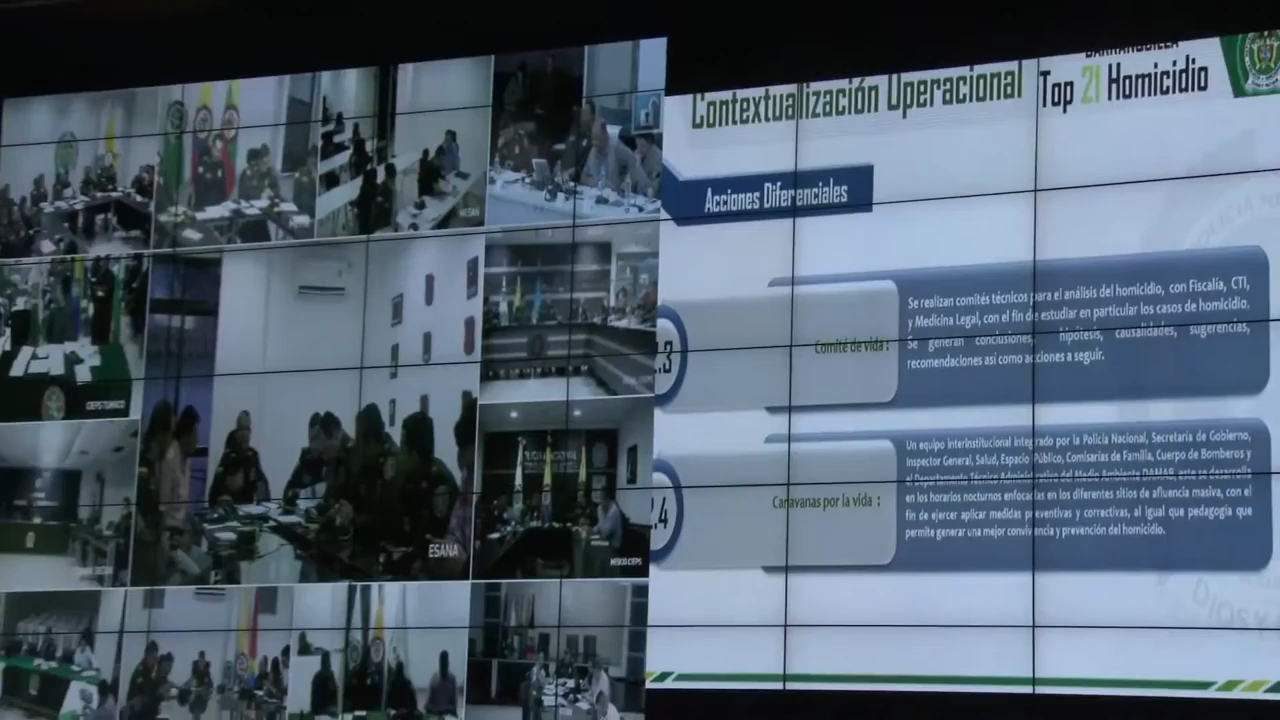 BARRANQUILLA
Contextualización Operacional
Top 21 Homicidio
Acciones Diferenciales
Se realizan comités técnicos para el análisis del homicidio, con Fiscalía, CTI,
y Medicina Legal, con el fin de estudiar en particular los casos de homicidio.
Se generan conclusiones, hipótesis, causalidades, sugerencias,
recomendaciones así como acciones a seguir.
Comité de vida :
.3
Un equipo interinstitucional integrado por la Policía Nacional, Secretaría de Gobierno,
Inspector General, Salud, Espacio Público, Comisarias de Familia, Cuerpo de Bomberos y
el Departamento Técnico Administrativo del Medio Ambiente DAMAB, este se desarrolla
en los horarios nocturnos enfocadas en los diferentes sitios de afluencia masiva, con el
fin de ejercer aplicar medidas preventivas y correctivas, al igual que pedagogía que
permite generar una mejor convivencia y prevención del homicidio.
Caravanas por la vida :
.4
MESAN
ESANA